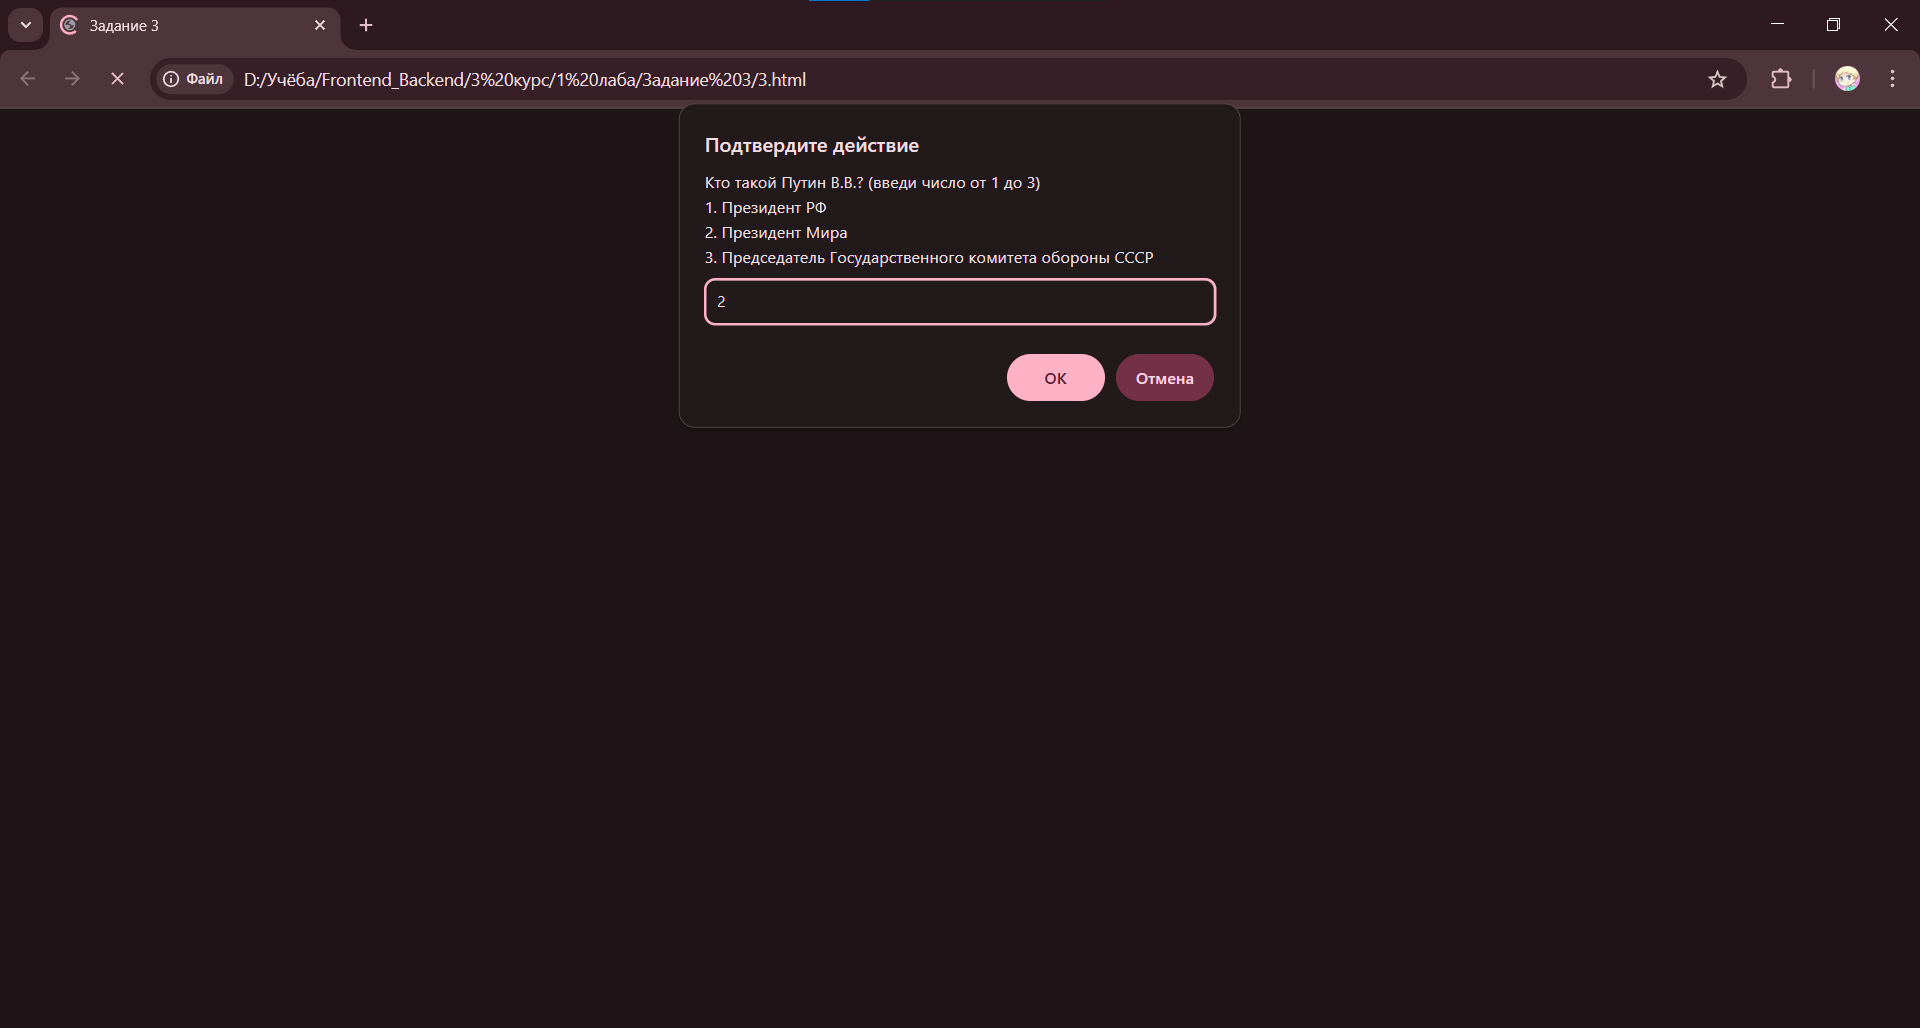 Задание 3
Файл
D:/Учёба/Frontend_Backend/3%20курс/1%20лаба/Задание%203/3.html
Подтвердите действие
Кто такой Путин В.В.? (введи число от 1 до 3)
1. Президент РФ
2. Президент Мира
3. Председатель Государственного комитета обороны СССР
2
ОК
Отмена